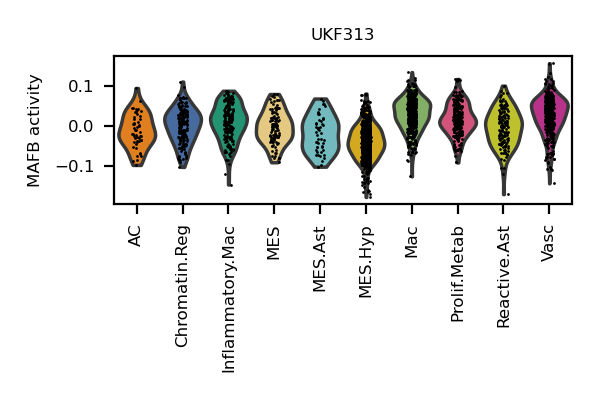 UKF313
MAFB activity
0.1
0.0
−0.1
AC
Chromatin.Reg
Inflammatory.Mac
MES
MES.Ast
MES.Hyp
Mac
Prolif.Metab
Reactive.Ast
Vasc